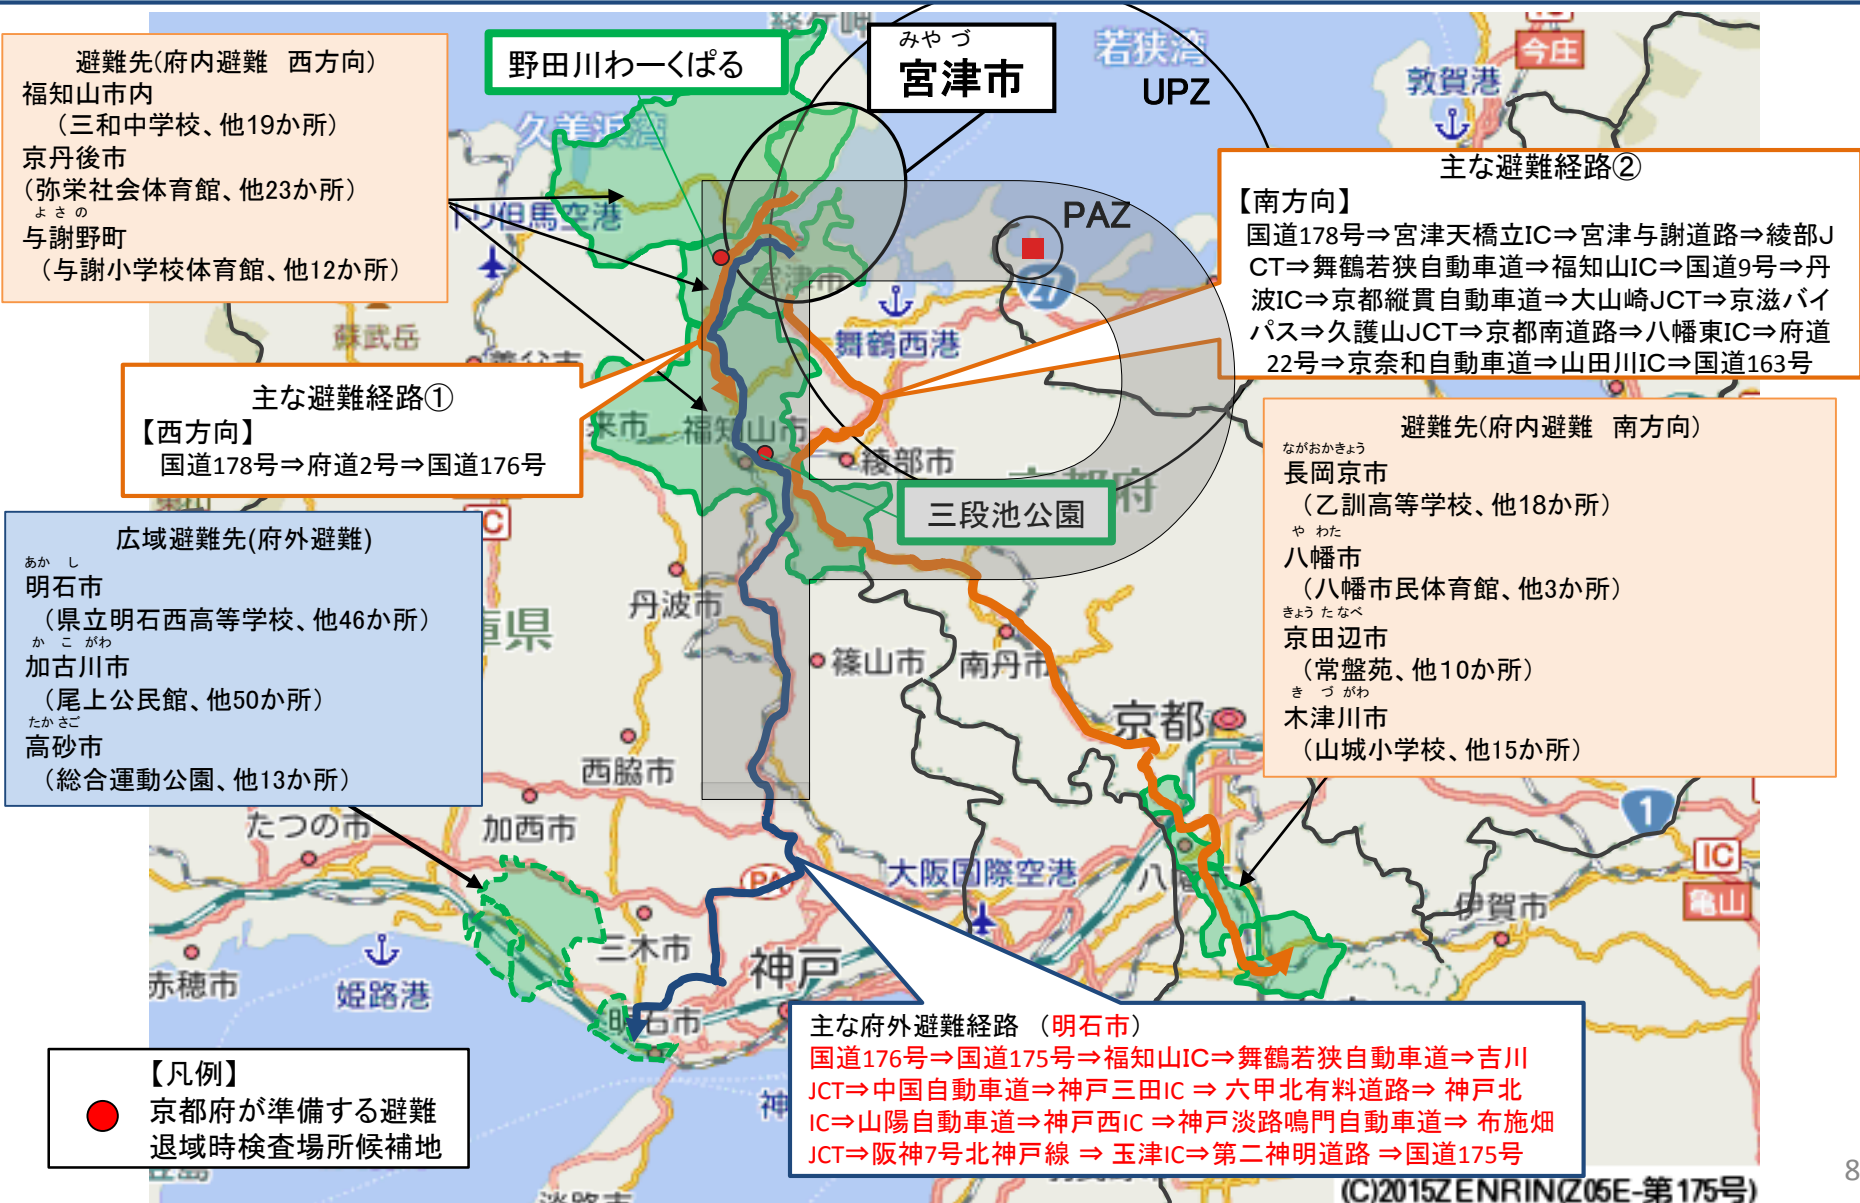 避難先(府内避難　西方向)
福知山市内
（三和中学校、他19か所）
京丹後市
(弥栄社会体育館、他23か所）
よさの
与謝野町
（与謝小学校体育館、他12か所）
野田川わーくぱる
みやづ
宮津市
若狭湾
UPZ
今庄
敦賀港
久美浜湾
但馬空港
PAZ
27
宮津市
舞鶴西港
蘇武岳
主な避難経路②
【南方向】
国道178号⇒宮津天橋立IC⇒宮津与謝道路⇒綾部J
CT⇒舞鶴若狭自動車道⇒福知山IC⇒国道9号⇒丹
波IC⇒京都縦貫自動車道⇒大山崎JCT⇒京滋バイ
パス⇒久護山JCT⇒京都南道路⇒八幡東IC⇒府道
22号⇒京奈和自動車道⇒山田川IC⇒国道163号
主な避難経路①
【西方向】
国道178号⇒府道2号⇒国道176号
来市
福知山市
綾部市
府
三段池公園
避難先(府内避難　南方向)
ながおかきょう
長岡京市
（乙訓高等学校、他18か所）
やわた
八幡市
（八幡市民体育館、他3か所）
きょうたなべ
京田辺市
（常盤苑、他10か所）
きづがわ
木津川市
（山城小学校、他15か所）
IC
広域避難先(府外避難)
あかし
明石市
（県立明石西高等学校、他46か所）
かこがわ
加古川市
（尾上公民館、他50か所）
たかさご
高砂市
（総合運動公園、他13か所）
庫県
丹波市
篠山市
南丹市
京都
西脇市
たつの市
加西市
PA
大阪国際空港
八
1
IC
亀山
伊賀市
三木市
神戸
赤穂市
姫路港
明石市
主な府外避難経路 （明石市）
国道176号⇒国道175号⇒福知山IC⇒舞鶴若狭自動車道⇒吉川
JCT⇒中国自動車道⇒神戸三田IC ⇒ 六甲北有料道路⇒ 神戸北
IC⇒山陽自動車道⇒神戸西IC ⇒神戸淡路鳴門自動車道⇒ 布施畑
JCT⇒阪神7号北神戸線 ⇒ 玉津IC⇒第二神明道路 ⇒国道175号
【凡例】
京都府が準備する避難
退域時検査場所候補地
神
淡路市
(C)2015ZENRIN(Z05E-第175号)
8